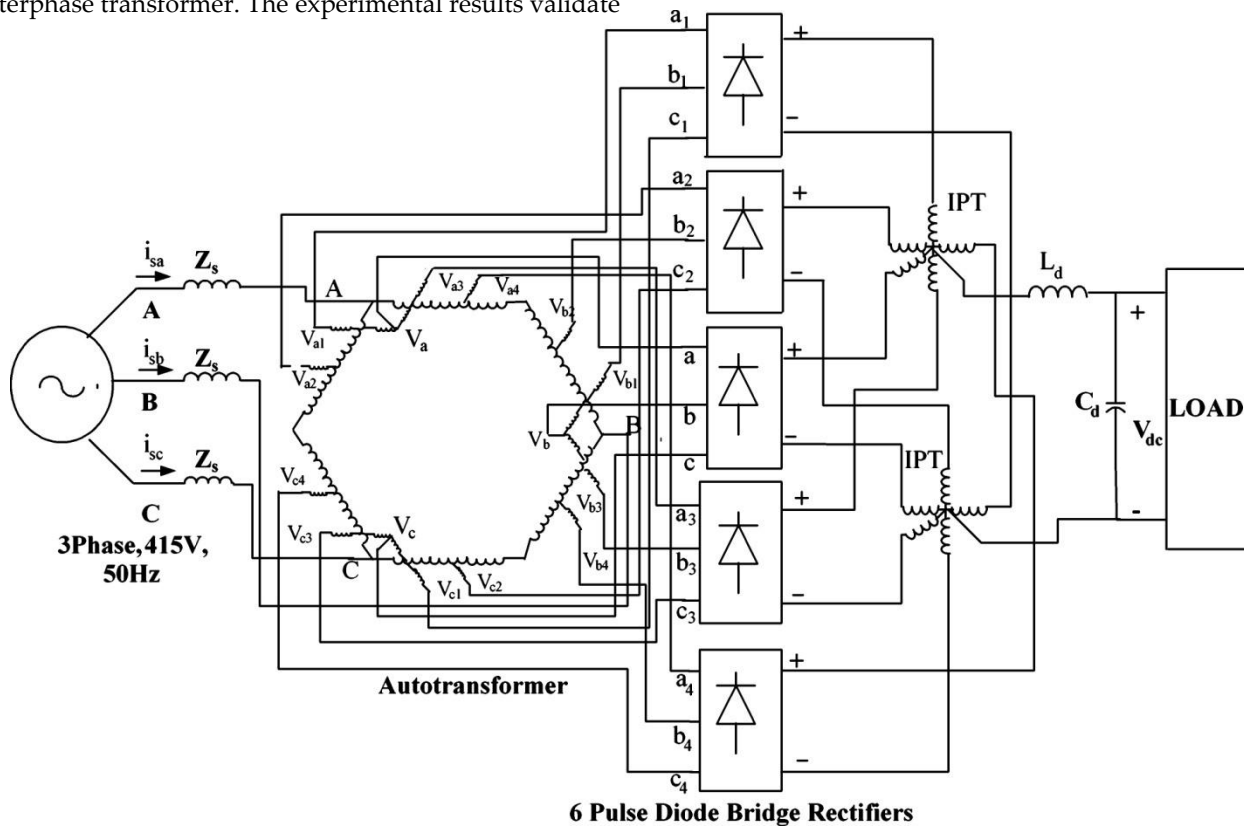 terphase transformer. The experimental results validate
a1
+
b1
c1
−
a2
+
IPT
b2
isa
Zs
c2
−
Ld
A
Va3
Va4
A
Vb2
Va1
Va
a
+
+
isb
Zs
Va2
Vb1
B
b
Cd
LOAD
Vb
B
Vdc
−
isc
Zs
c
IPT
Vc4
Vb3
+
C
Vc3
Vc
a3
-
3Phase, 415V,
50Hz
C
Vb4
b3
Vc1
Vc2
−
c3
+
Autotransformer
a4
b4
−
c4
6 Pulse Diode Bridge Rectifiers